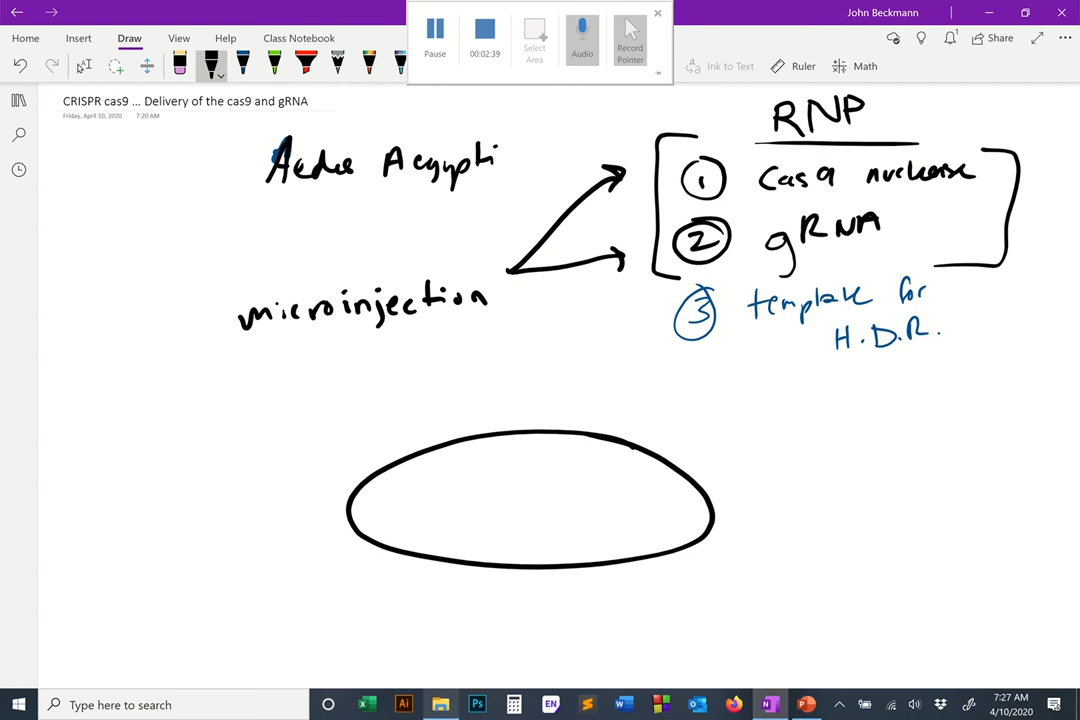 John Beckmann
Home Insert Draw View Help Class Notebook
Share
Pause
00:02:39
Select
Area
Audio
Record
Pointer
Ink to Text
Ruler
Math
CRISPR cas9 ... Delivery of the cas9 and gRNA
Friday, April 10, 2020 7:20 AM
RNP
Aedes Aegypti
1 Cas9 nuclease
2 gRNA
microinjection
3 template for
H.D.R.
Type here to search
EN
7:27 AM
4/10/2020